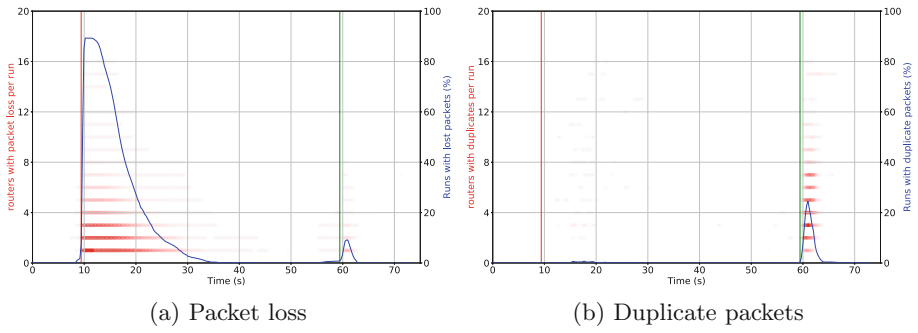 20
16
12
8
4
0
routers with packet loss per run
100
80
60
40
20
0
Runs with lost packets (%)
0 10 20 30 40 50 60 70
Time (s)
(a) Packet loss
20
16
12
8
4
0
routers with duplicates per run
100
80
60
40
20
0
Runs with duplicate packets (%)
0 10 20 30 40 50 60 70
Time (s)
(b) Duplicate packets